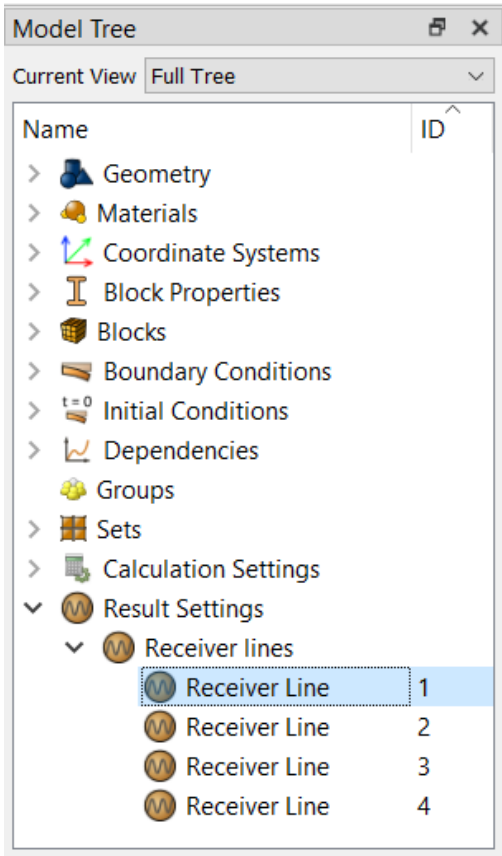 Model Tree
Current View Full Tree
Name ID
Geometry
Materials
Coordinate Systems
Block Properties
Blocks
Boundary Conditions
t=0 Initial Conditions
Dependencies
Groups
Sets
Calculation Settings
Result Settings
Receiver lines
Receiver Line 1
Receiver Line 2
Receiver Line 3
Receiver Line 4